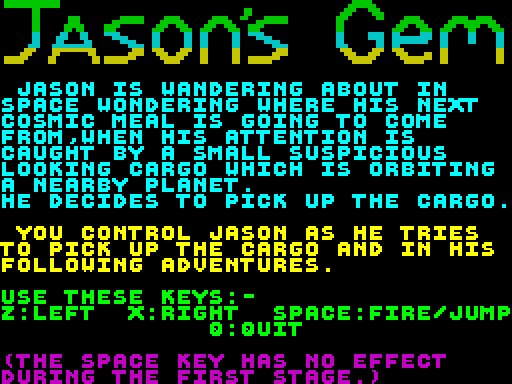 Jason's Gem
JASON IS WANDERING ABOUT IN
SPACE WONDERING WHERE HIS NEXT
COSMIC MEAL IS GOING TO COME
FROM,WHEN HIS ATTENTION IS
CAUGHT BY A SMALL SUSPICIOUS
LOOKING CARGO WHICH IS ORBITING
A NEARBY PLANET.
HE DECIDES TO PICK UP THE CARGO.
YOU CONTROL JASON AS HE TRIES
TO PICK UP THE CARGO AND IN HIS
FOLLOWING ADVENTURES.
USE THESE KEYS:-
Z:LEFT X:RIGHT SPACE:FIRE/JUMP
Q:QUIT
(THE SPACE KEY HAS NO EFFECT
DURING THE FIRST STAGE.)